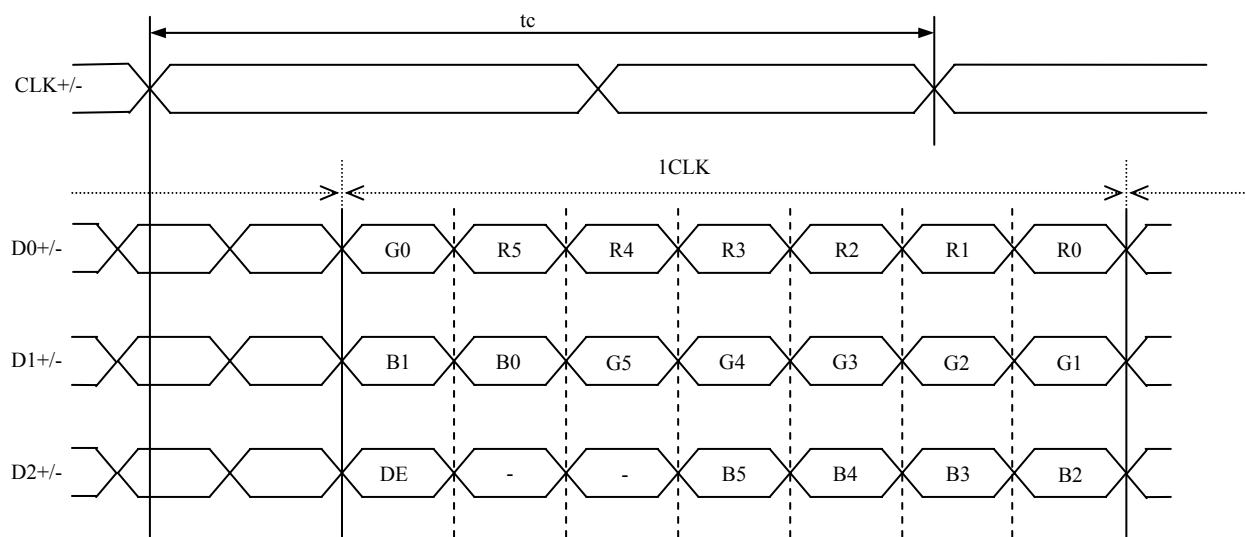 tc
CLK+/-
1CLK
D0+/- G0 R5 R4 R3 R2 R1 R0
D1+/- B1 B0 G5 G4 G3 G2 G1
D2+/- DE - - B5 B4 B3 B2